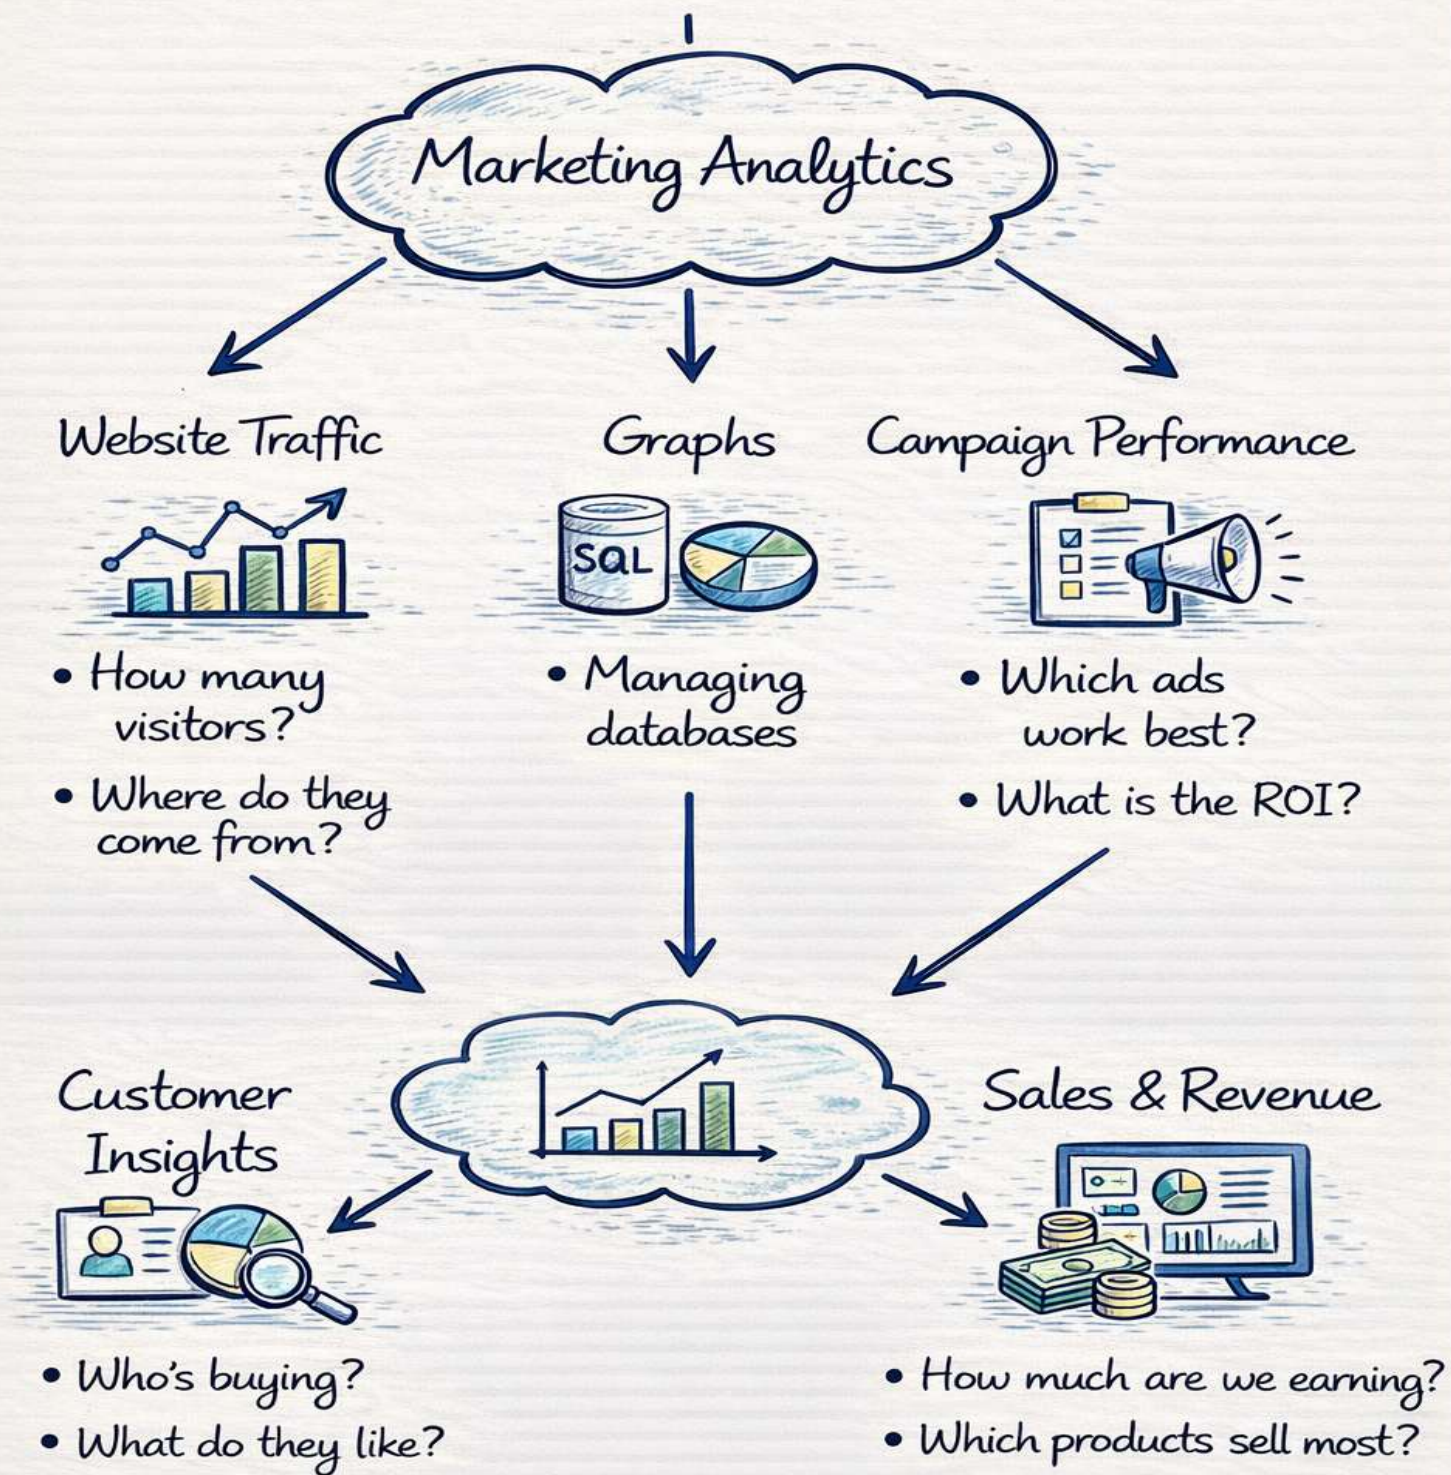 Marketing Analytics
Website Traffic
Graphs
Campaign Performance
SQL
• How many
visitors?
• Where do they
come from?
• Managing
databases
• Which ads
work best?
• What is the ROI?
Customer
Insights
• Who's buying?
• What do they like?
Sales & Revenue
• How much are we earning?
• Which products sell most?